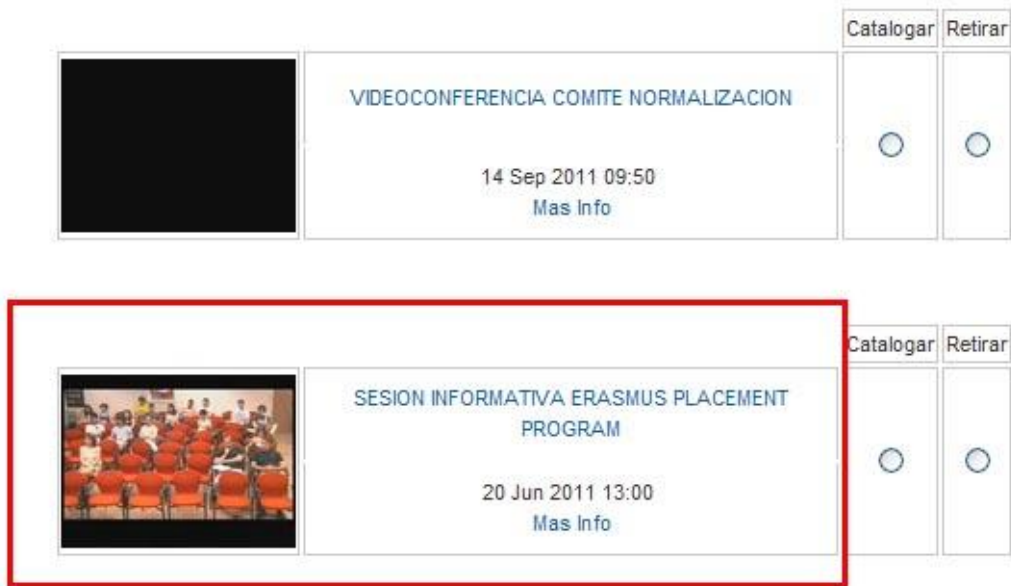 Catalogar Retirar
VIDEOCONFERENCIA COMITE NORMALIZACION
14 Sep 2011 09:50
Mas Info
Catalogar Retirar
SESION INFORMATIVA ERASMUS PLACEMENT
PROGRAM
20 Jun 2011 13:00
Mas Info